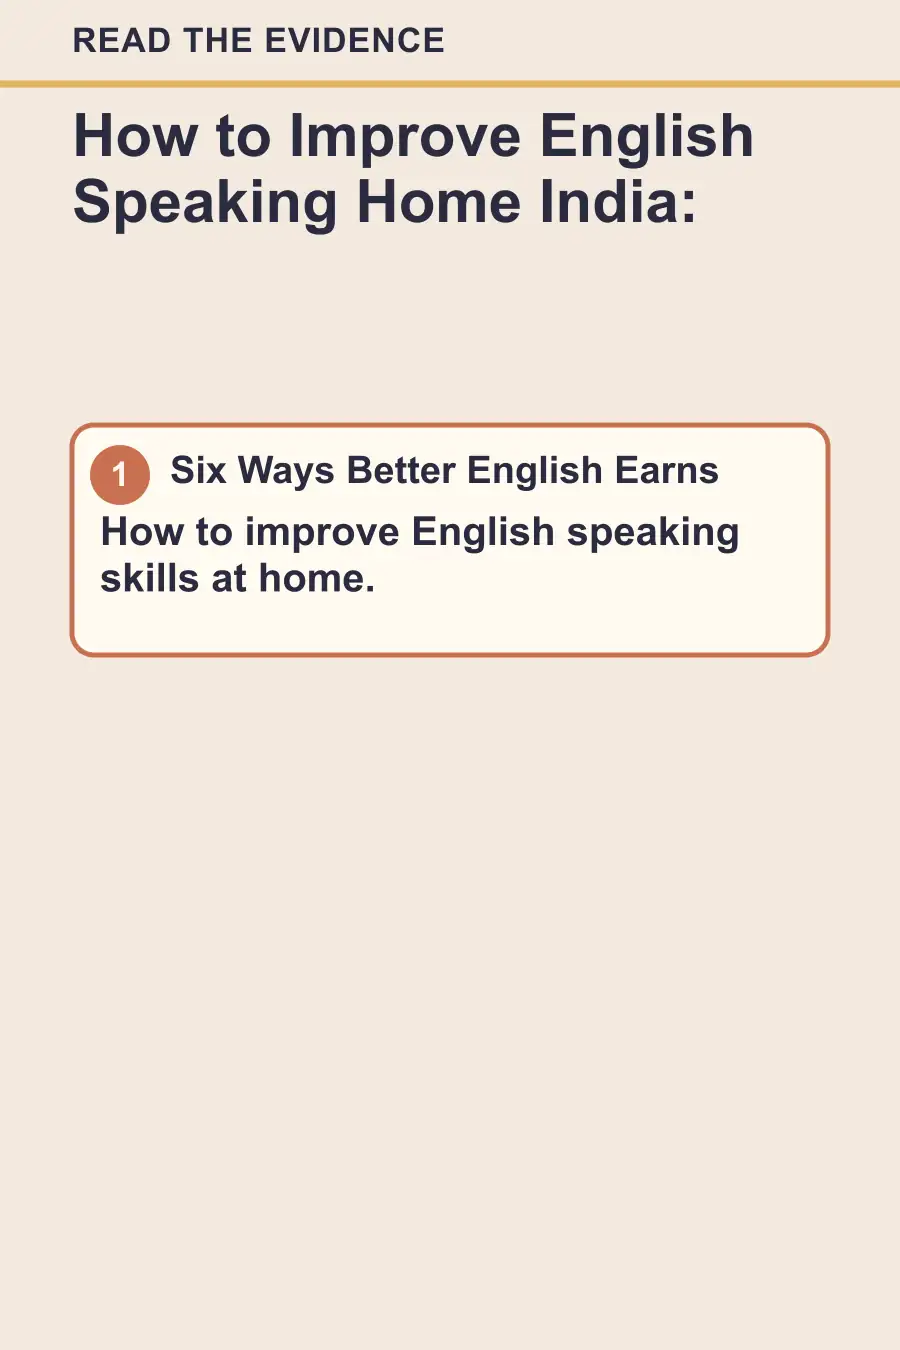 READ THE EVIDENCE
How to Improve English
Speaking Home India:
1 Six Ways Better English Earns
How to improve English speaking
skills at home.